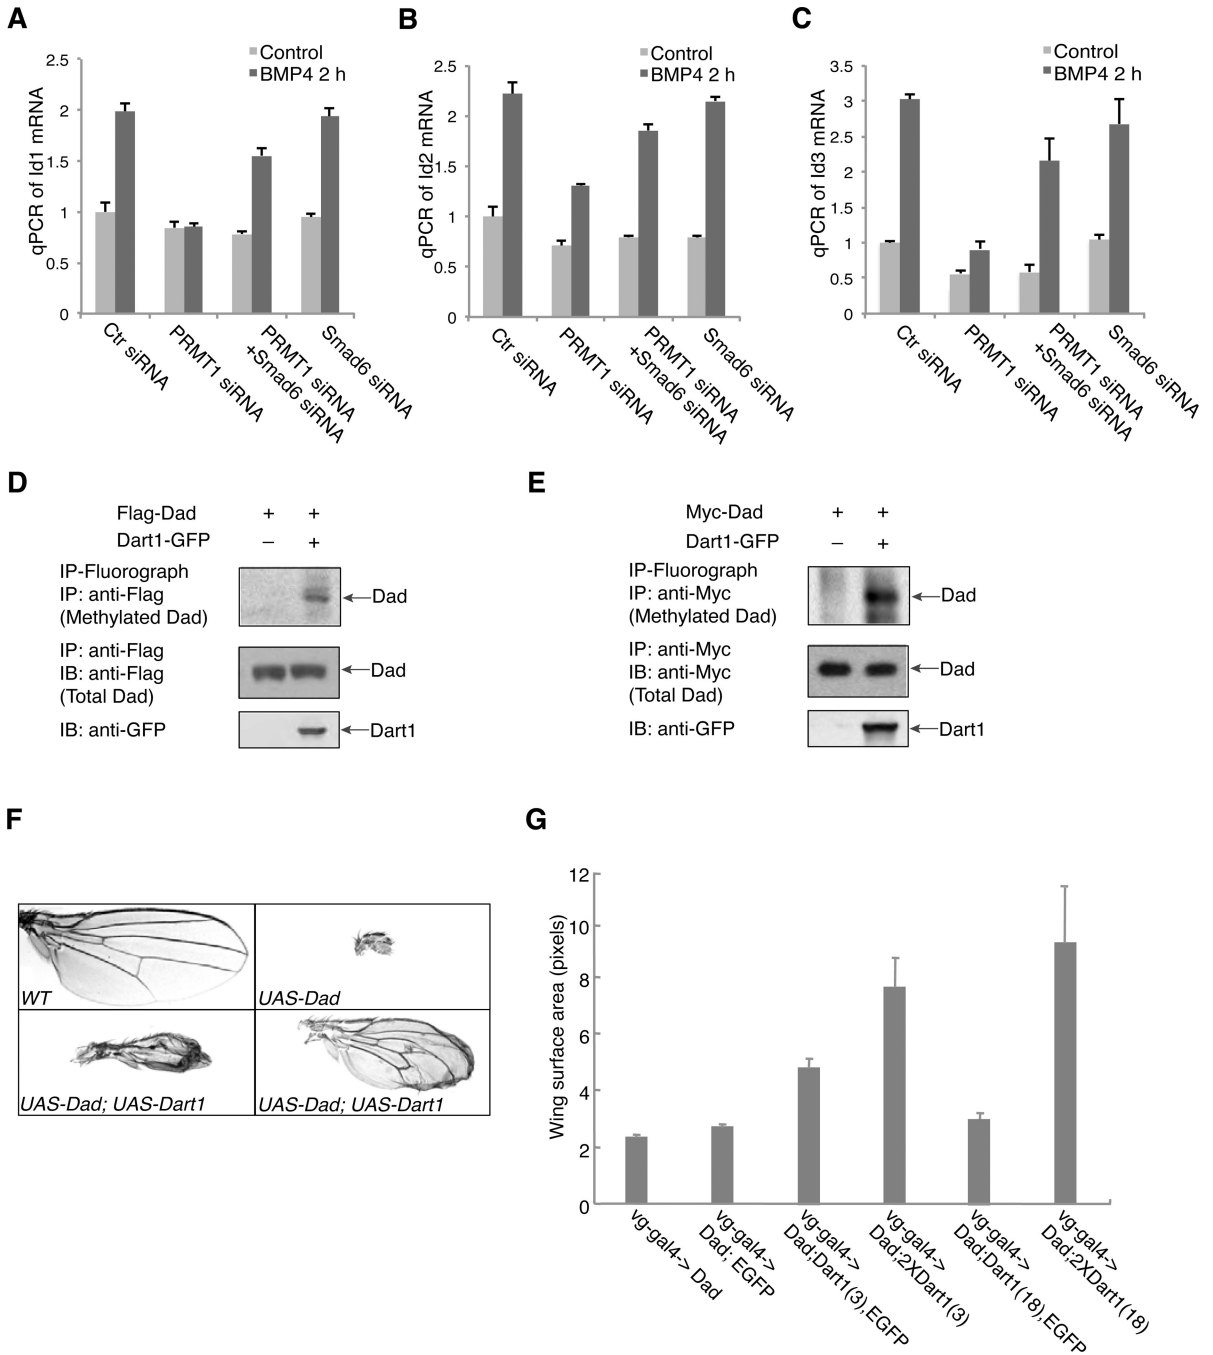 A
Control
BMP4 2 h
qPCR of Id1 mRNA
2.5
2
1.5
1
0.5
0
Ctr siRNA
PRMT1 siRNA
PRMT1 siRNA
+Smad6 siRNA
Smad6 siRNA
B
Control
BMP4 2 h
qPCR of Id2 mRNA
2.5
2
1.5
1
0.5
0
Ctr siRNA
PRMT1 siRNA
PRMT1 siRNA
+Smad6 siRNA
Smad6 siRNA
C
Control
BMP4 2 h
qPCR of Id3 mRNA
3.5
3
2.5
2
1.5
1
0.5
0
Ctr siRNA
PRMT1 siRNA
PRMT1 siRNA
+Smad6 siRNA
Smad6 siRNA
D
Flag-Dad + +
Dart1-GFP – +
IP-Fluorograph
IP: anti-Flag
(Methylated Dad)
Dad
IP: anti-Flag
IB: anti-Flag
(Total Dad)
Dad
IB: anti-GFP
Dart1
E
Myc-Dad + +
Dart1-GFP – +
IP-Fluorograph
IP: anti-Myc
(Methylated Dad)
Dad
IP: anti-Myc
IB: anti-Myc
(Total Dad)
Dad
IB: anti-GFP
Dart1
F
WT
UAS-Dad
UAS-Dad; UAS-Dart1
UAS-Dad; UAS-Dart1
G
Wing surface area (pixels)
12
10
8
6
4
2
0
vg-gal4-> Dad
vg-gal4->
Dad; EGFP
vg-gal4->
Dad;Dart1(3),EGFP
vg-gal4->
Dad;2XDart1(3)
vg-gal4->
Dad;Dart1(18),EGFP
vg-gal4->
Dad;2XDart1(18)